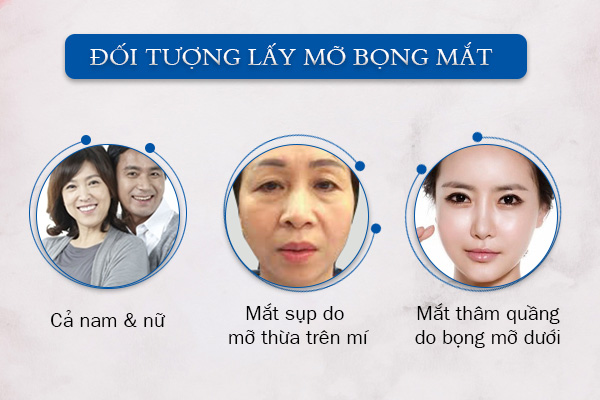 ĐỐI TƯỢNG LẤY MỠ BỌNG MẮT
Cả nam & nữ
Mắt sụp do
mỡ thừa trên mí
Mắt thâm quầng
do bọng mỡ dưới